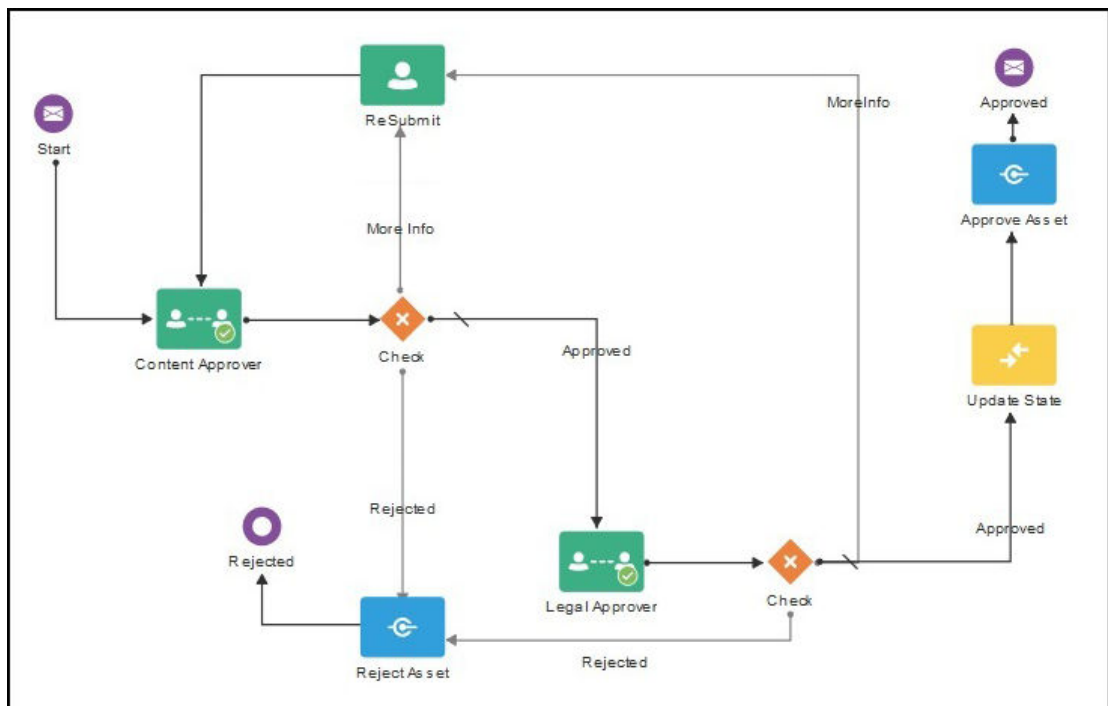 ReSubmit
MoreInfo
Approved
Start
Approve Asset
More Info
Content Approver
Check
Approved
Update State
Rejected
Approved
Rejected
Legal Approver
Check
Reject Asset
Rejected